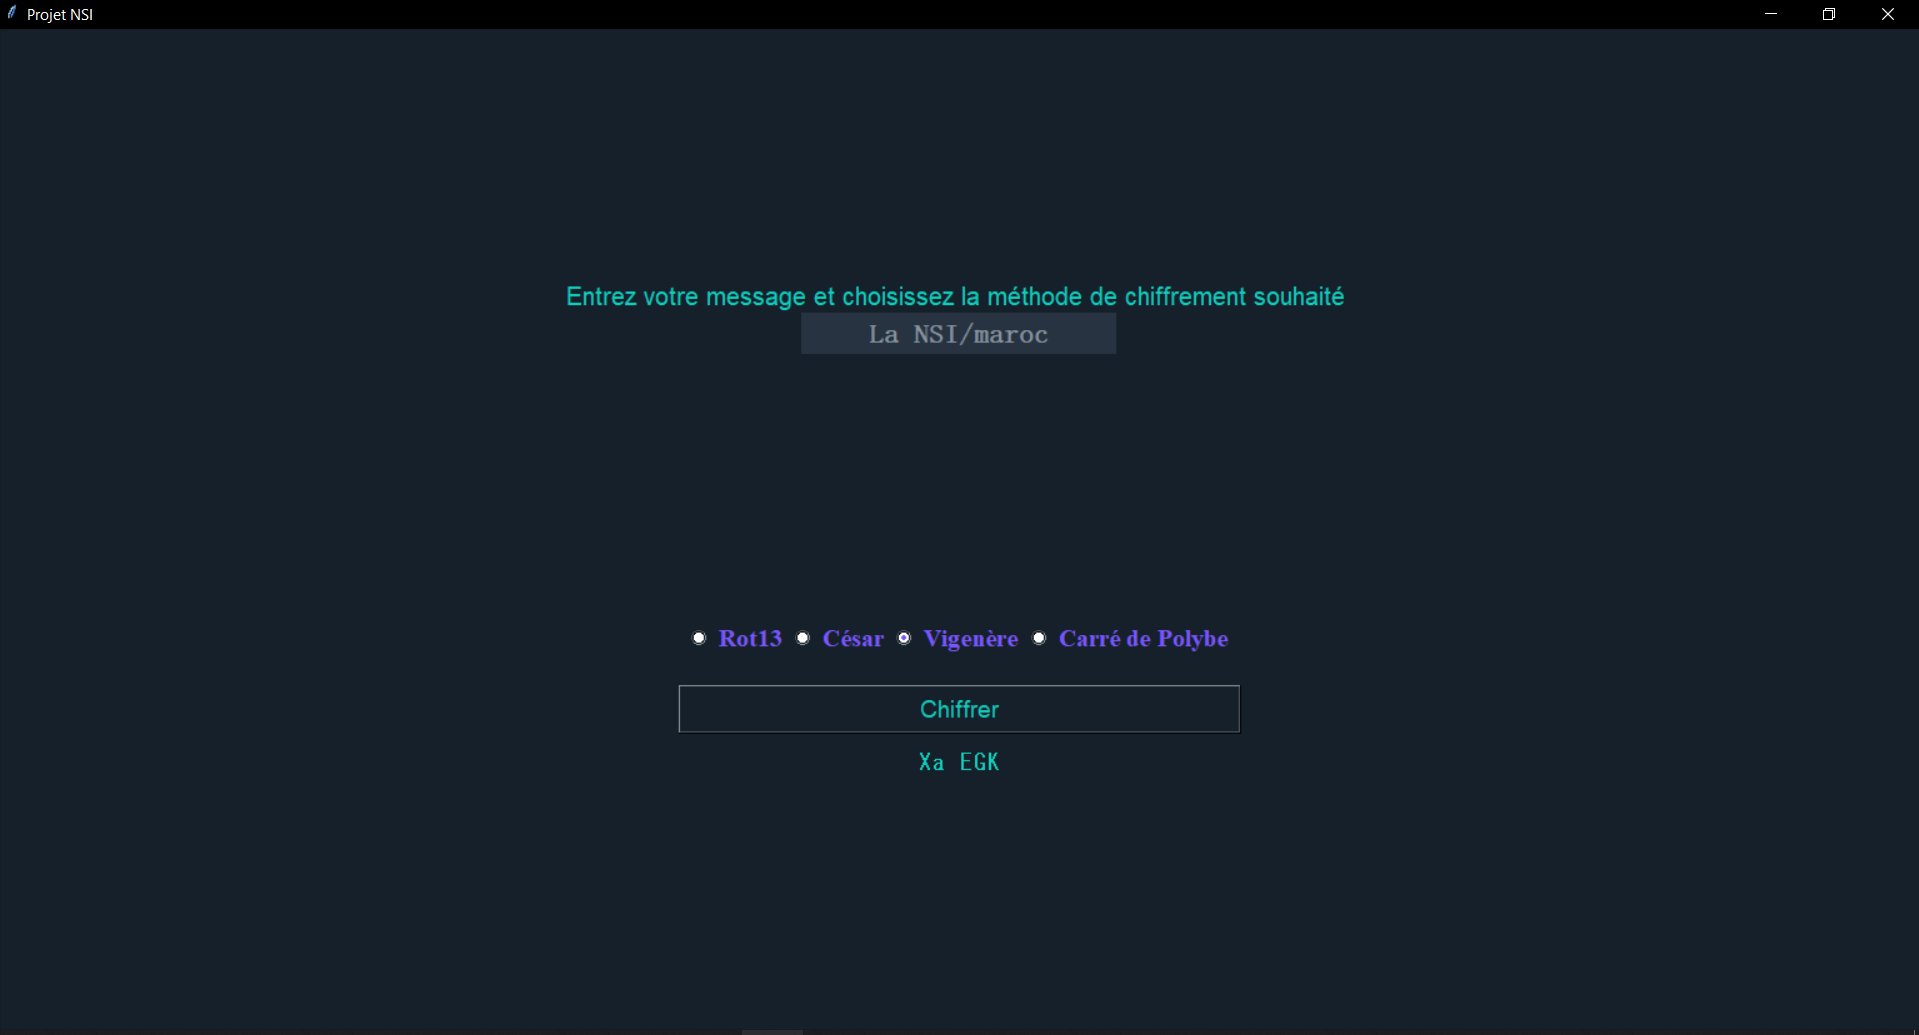 Projet NSI
Entrez votre message et choisissez la méthode de chiffrement souhaité
La NSI/maroc
Rot13 César Vigenère Carré de Polybe
Chiffrer
Xa EGK